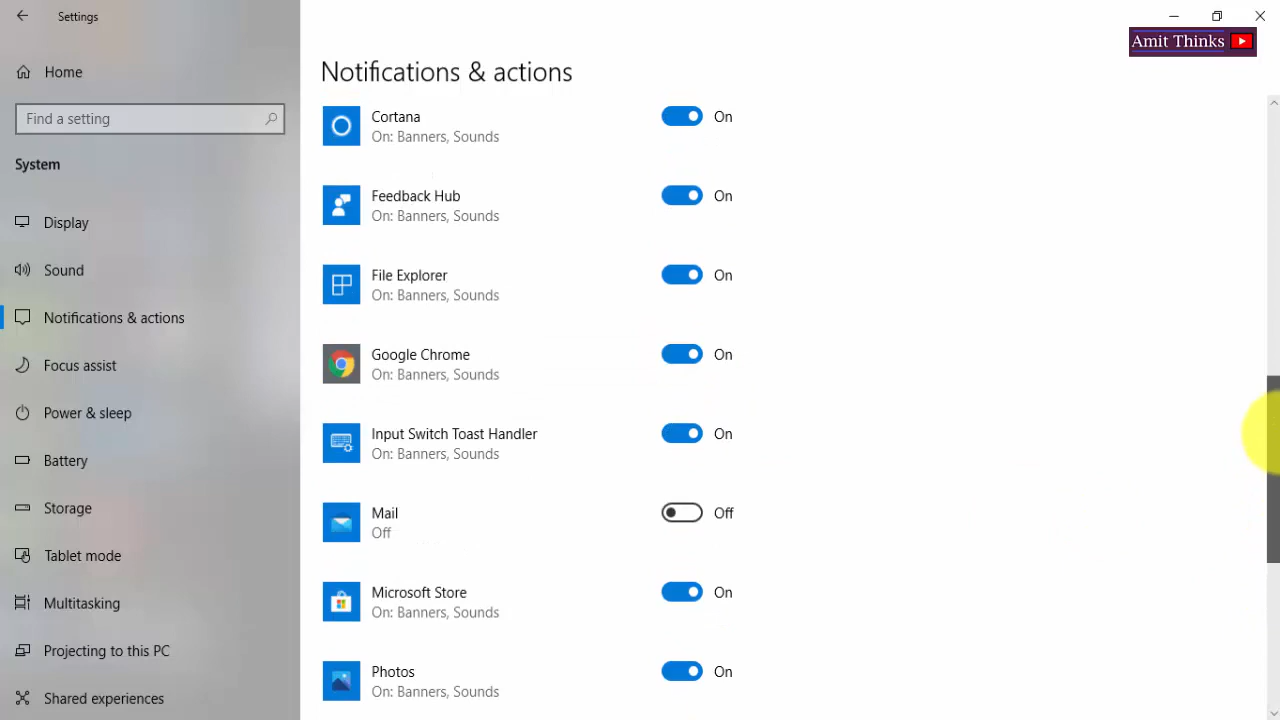 Settings
Amit Thinks
Find a setting
System
Display
Sound
Notifications & actions
Focus assist
Power & sleep
Battery
Storage
Tablet mode
Multitasking
Projecting to this PC
Shared experiences
Notifications & actions
Cortana
On: Banners, Sounds
On
Feedback Hub
On: Banners, Sounds
On
File Explorer
On: Banners, Sounds
On
Google Chrome
On: Banners, Sounds
On
Input Switch Toast Handler
On: Banners, Sounds
On
Mail
Off
Off
Microsoft Store
On: Banners, Sounds
On
Photos
On: Banners, Sounds
On